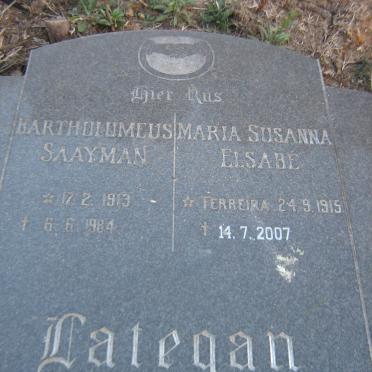 Hier Rus
BARTHOLOMEUS
SAAYMAN
☆ 17.2.1913
† 6.6.1984
MARIA SUSANNA
ELSABE
☆ FERREIRA 24.9.1915
† 14.7.2007
Lategan